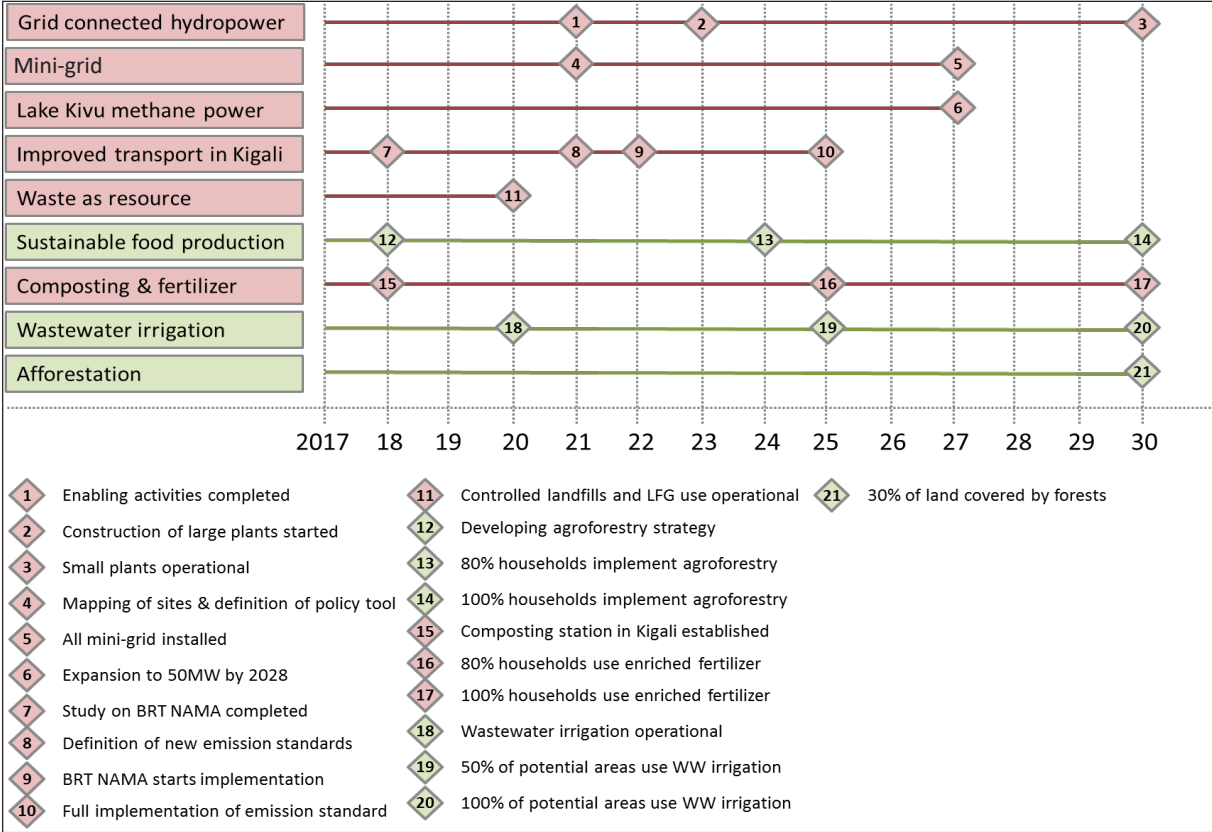 Grid connected hydropower 1 2 3
Mini-grid 4 5
Lake Kivu methane power 6
Improved transport in Kigali 7 8 9 10
Waste as resource 11
Sustainable food production 12 13 14
Composting & fertilizer 15 16 17
Wastewater irrigation 18 19 20
Afforestation 21
2017 18 19 20 21 22 23 24 25 26 27 28 29 30
1 Enabling activities completed
2 Construction of large plants started
3 Small plants operational
4 Mapping of sites & definition of policy tool
5 All mini-grid installed
6 Expansion to 50MW by 2028
7 Study on BRT NAMA completed
8 Definition of new emission standards
9 BRT NAMA starts implementation
10 Full implementation of emission standard
11 Controlled landfills and LFG use operational
12 Developing agroforestry strategy
13 80% households implement agroforestry
14 100% households implement agroforestry
15 Composting station in Kigali established
16 80% households use enriched fertilizer
17 100% households use enriched fertilizer
18 Wastewater irrigation operational
19 50% of potential areas use WW irrigation
20 100% of potential areas use WW irrigation
21 30% of land covered by forests